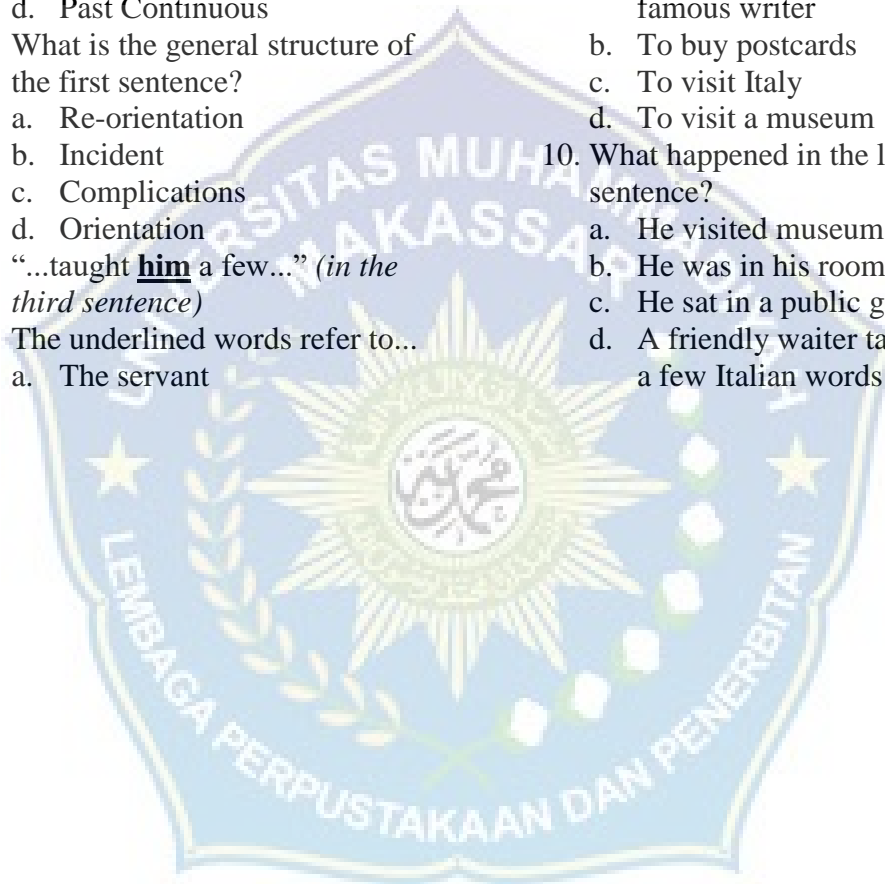 d. Past Continuous
What is the general structure of
the first sentence?
a. Re-orientation
b. Incident
c. Complications
d. Orientation
“...taught him a few...” (in the
third sentence)
The underlined words refer to...
a. The servant
famous writer
b. To buy postcards
c. To visit Italy
d. To visit a museum
10. What happened in the l
sentence?
a. He visited museum
b. He was in his room
c. He sat in a public g
d. A friendly waiter ta
a few Italian words
UNIVERSITAS MUHAMMADIYAH
MAKASSAR
LEMBAGA PERPUSTAKAAN DAN PENERBITAN